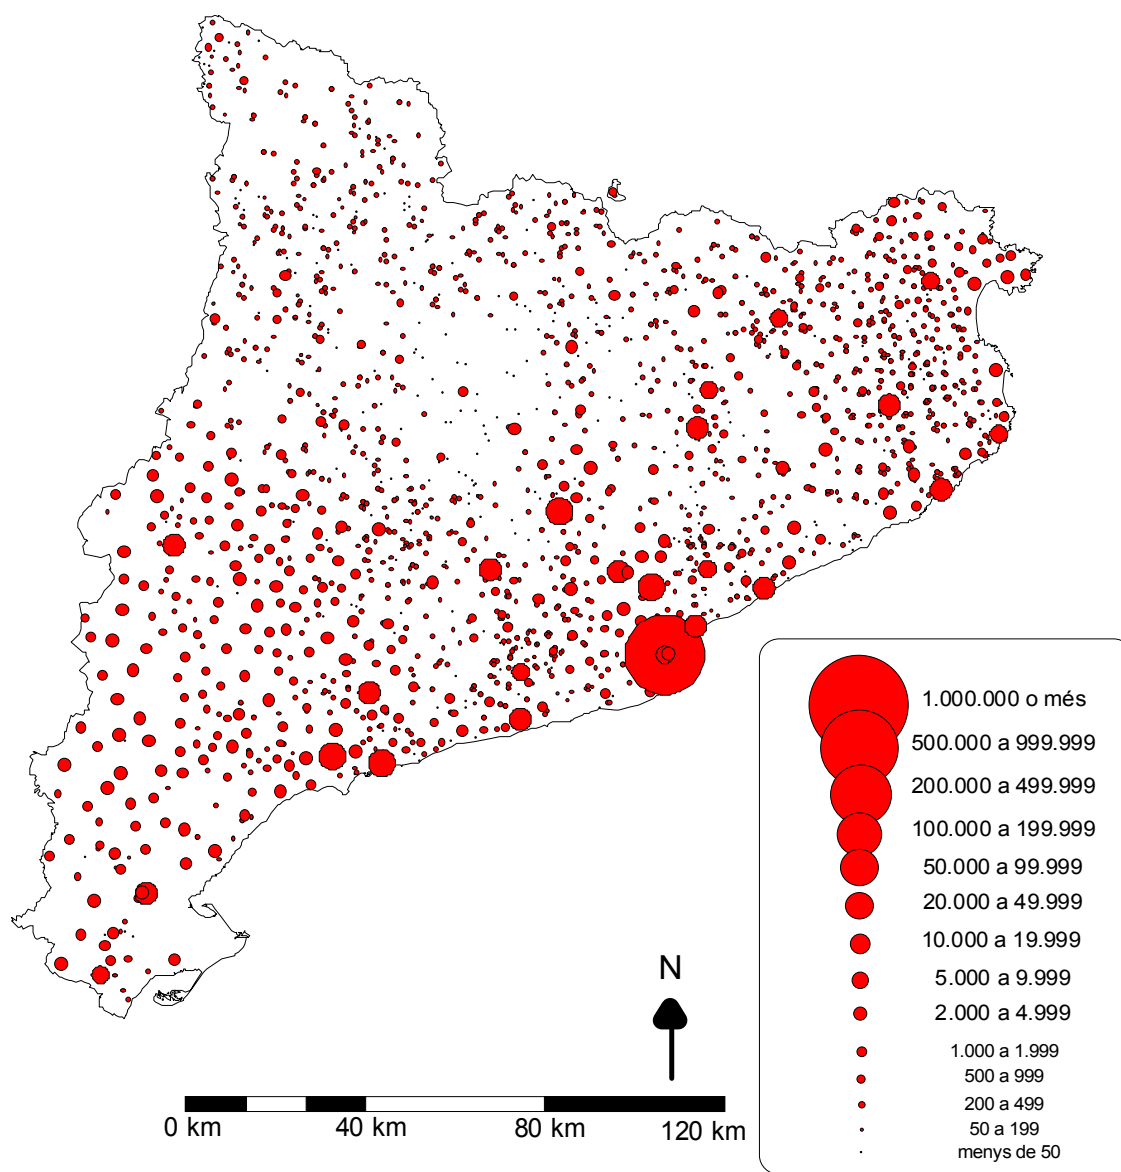 1.000.000 o més
500.000 a 999.999
200.000 a 499.999
100.000 a 199.999
50.000 a 99.999
20.000 a 49.999
10.000 a 19.999
5.000 a 9.999
2.000 a 4.999
1.000 a 1.999
500 a 999
200 a 499
50 a 199
menys de 50
N
0 km 40 km 80 km 120 km